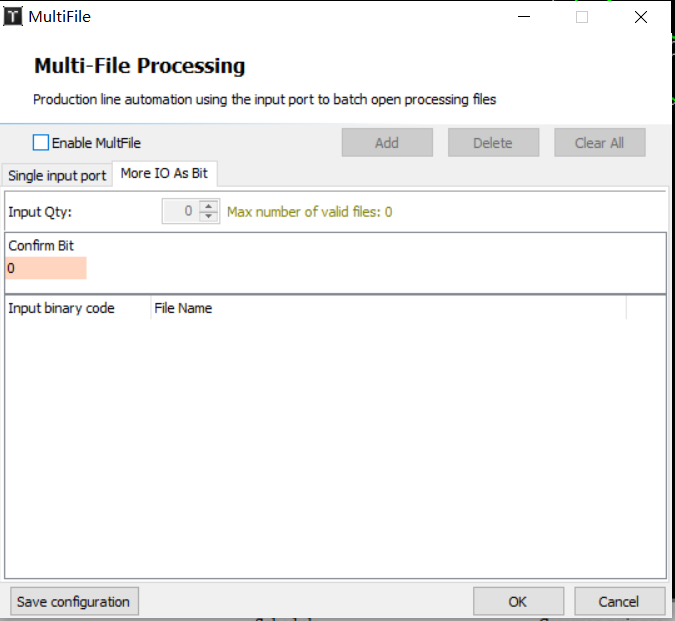 MultiFile
Multi-File Processing
Production line automation using the input port to batch open processing files
Enable MultFile
Add
Delete
Clear All
Single input port
More IO As Bit
Input Qty:
0
Max number of valid files: 0
Confirm Bit
0
Input binary code
File Name
Save configuration
OK
Cancel